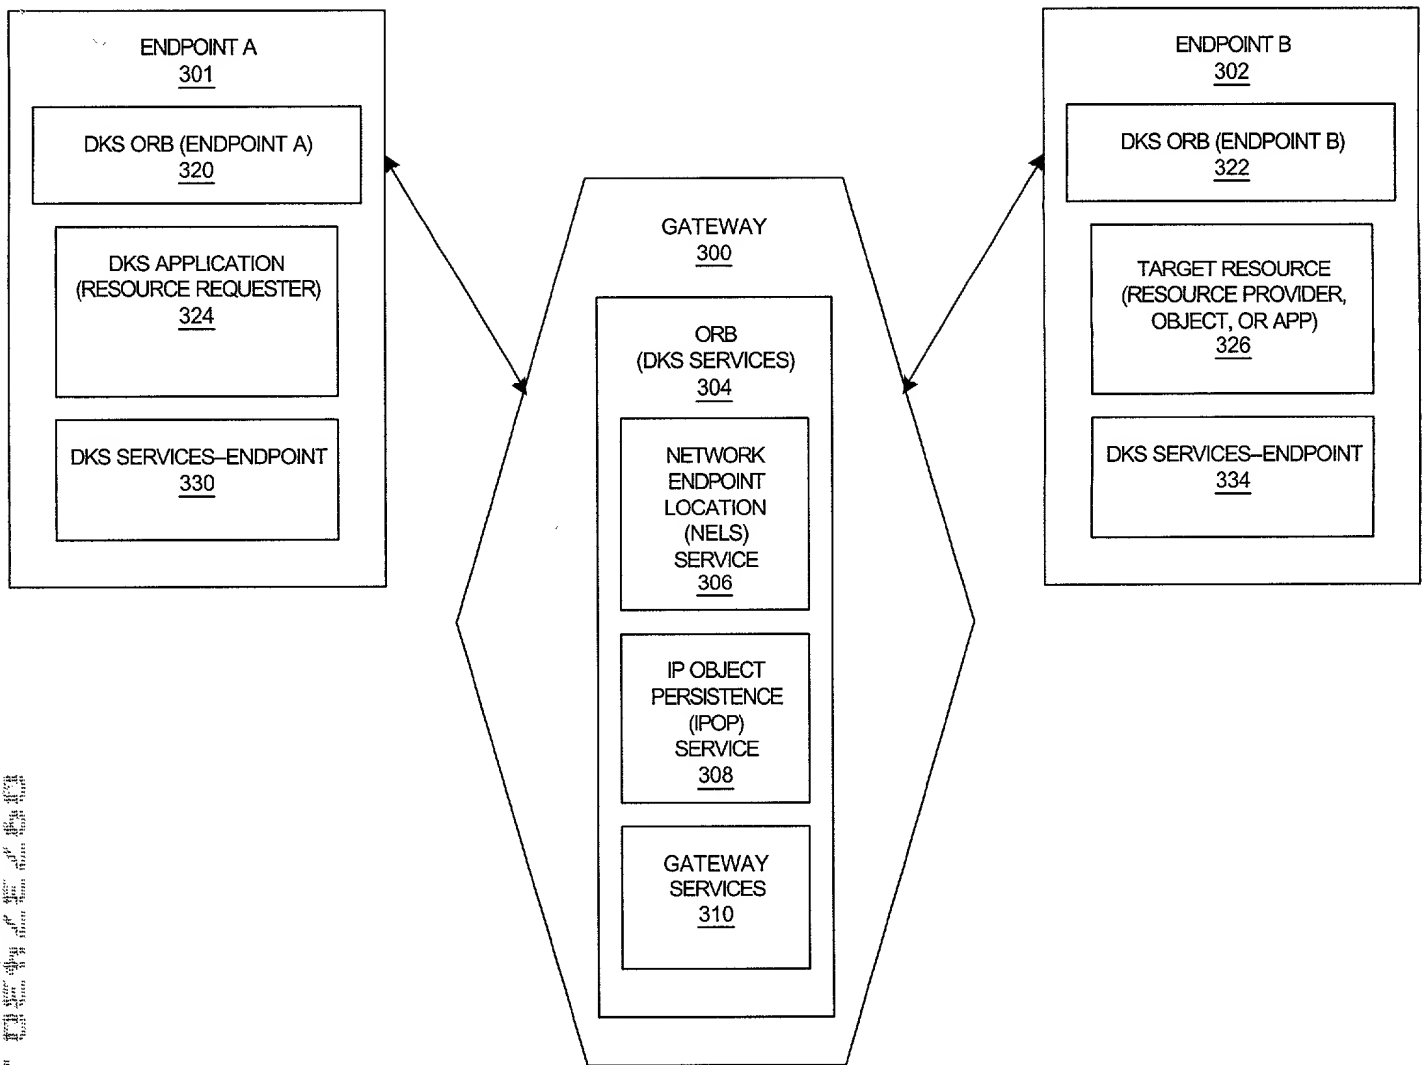 ENDPOINT A
301
DKS ORB (ENDPOINT A)
320
DKS APPLICATION
(RESOURCE REQUESTER)
324
DKS SERVICES–ENDPOINT
330
GATEWAY
300
ORB
(DKS SERVICES)
304
NETWORK
ENDPOINT
LOCATION
(NELS)
SERVICE
306
IP OBJECT
PERSISTENCE
(IPOP)
SERVICE
308
GATEWAY
SERVICES
310
ENDPOINT B
302
DKS ORB (ENDPOINT B)
322
TARGET RESOURCE
(RESOURCE PROVIDER,
OBJECT, OR APP)
326
DKS SERVICES–ENDPOINT
334